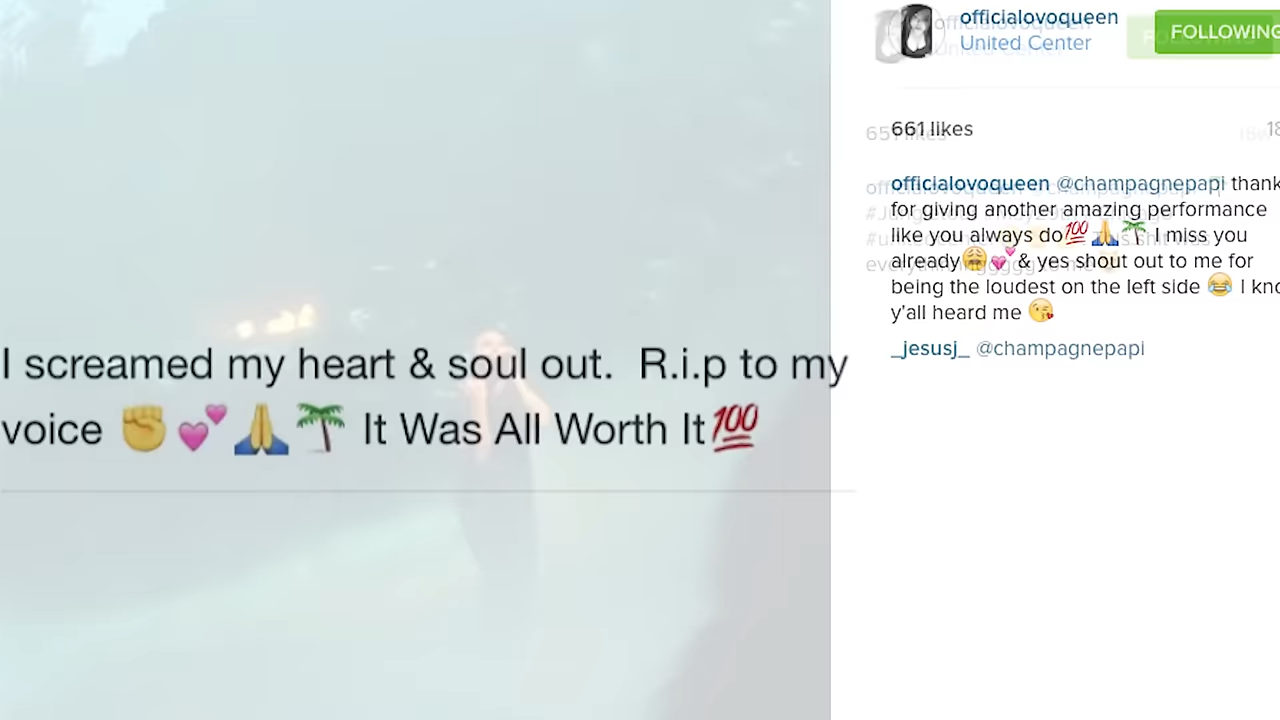 officialovoqueen
United Center
FOLLOWING
661 likes
officialovoqueen @champagnepapi thank
for giving another amazing performance
like you always do💯🙏🌴 I miss you
already😩💕 & yes shout out to me for
being the loudest on the left side 😂 I kno
y'all heard me 😘
_jesusj_ @champagnepapi
I screamed my heart & soul out. R.i.p to my
voice ✊💕🙏🌴 It Was All Worth It💯